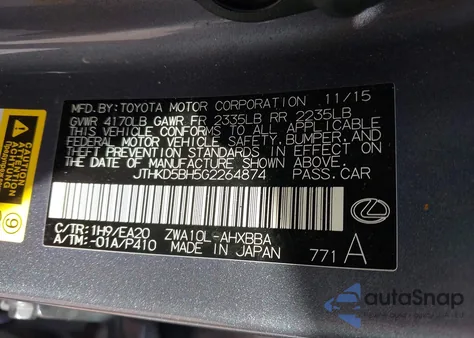 MFD.BY:TOYOTA MOTOR CORPORATION 11/15
GVWR 4170LB GAWR FR 2335LB RR 2235LB
THIS VEHICLE CONFORMS TO ALL APPLICABLE
FEDERAL MOTOR VEHICLE SAFETY, BUMPER, AND
THEFT PREVENTION STANDARDS IN EFFECT ON
THE DATE OF MANUFACTURE SHOWN ABOVE.
JTHKD5BH5G2264874 PASS.CAR
C/TR: 1H9/EA20 ZWA10L-AHXBBA
A/TM: -01A/P410 MADE IN JAPAN 771 A
9
autoSnap